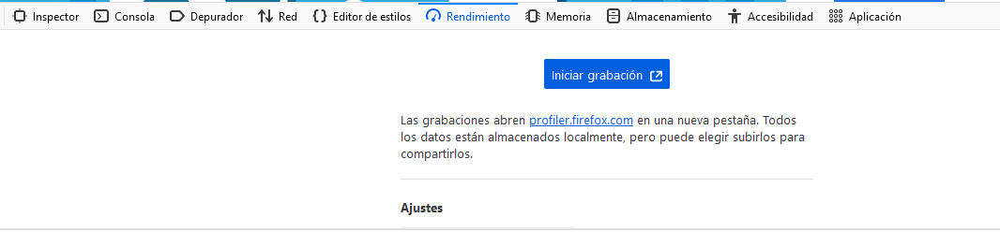 Inspector Consola Depurador Red Editor de estilos Rendimiento Memoria Almacenamiento Accesibilidad Aplicación
Iniciar grabación
Las grabaciones abren profiler.firefox.com en una nueva pestaña. Todos
los datos están almacenados localmente, pero puede elegir subirlos para
compartirlos.
Ajustes